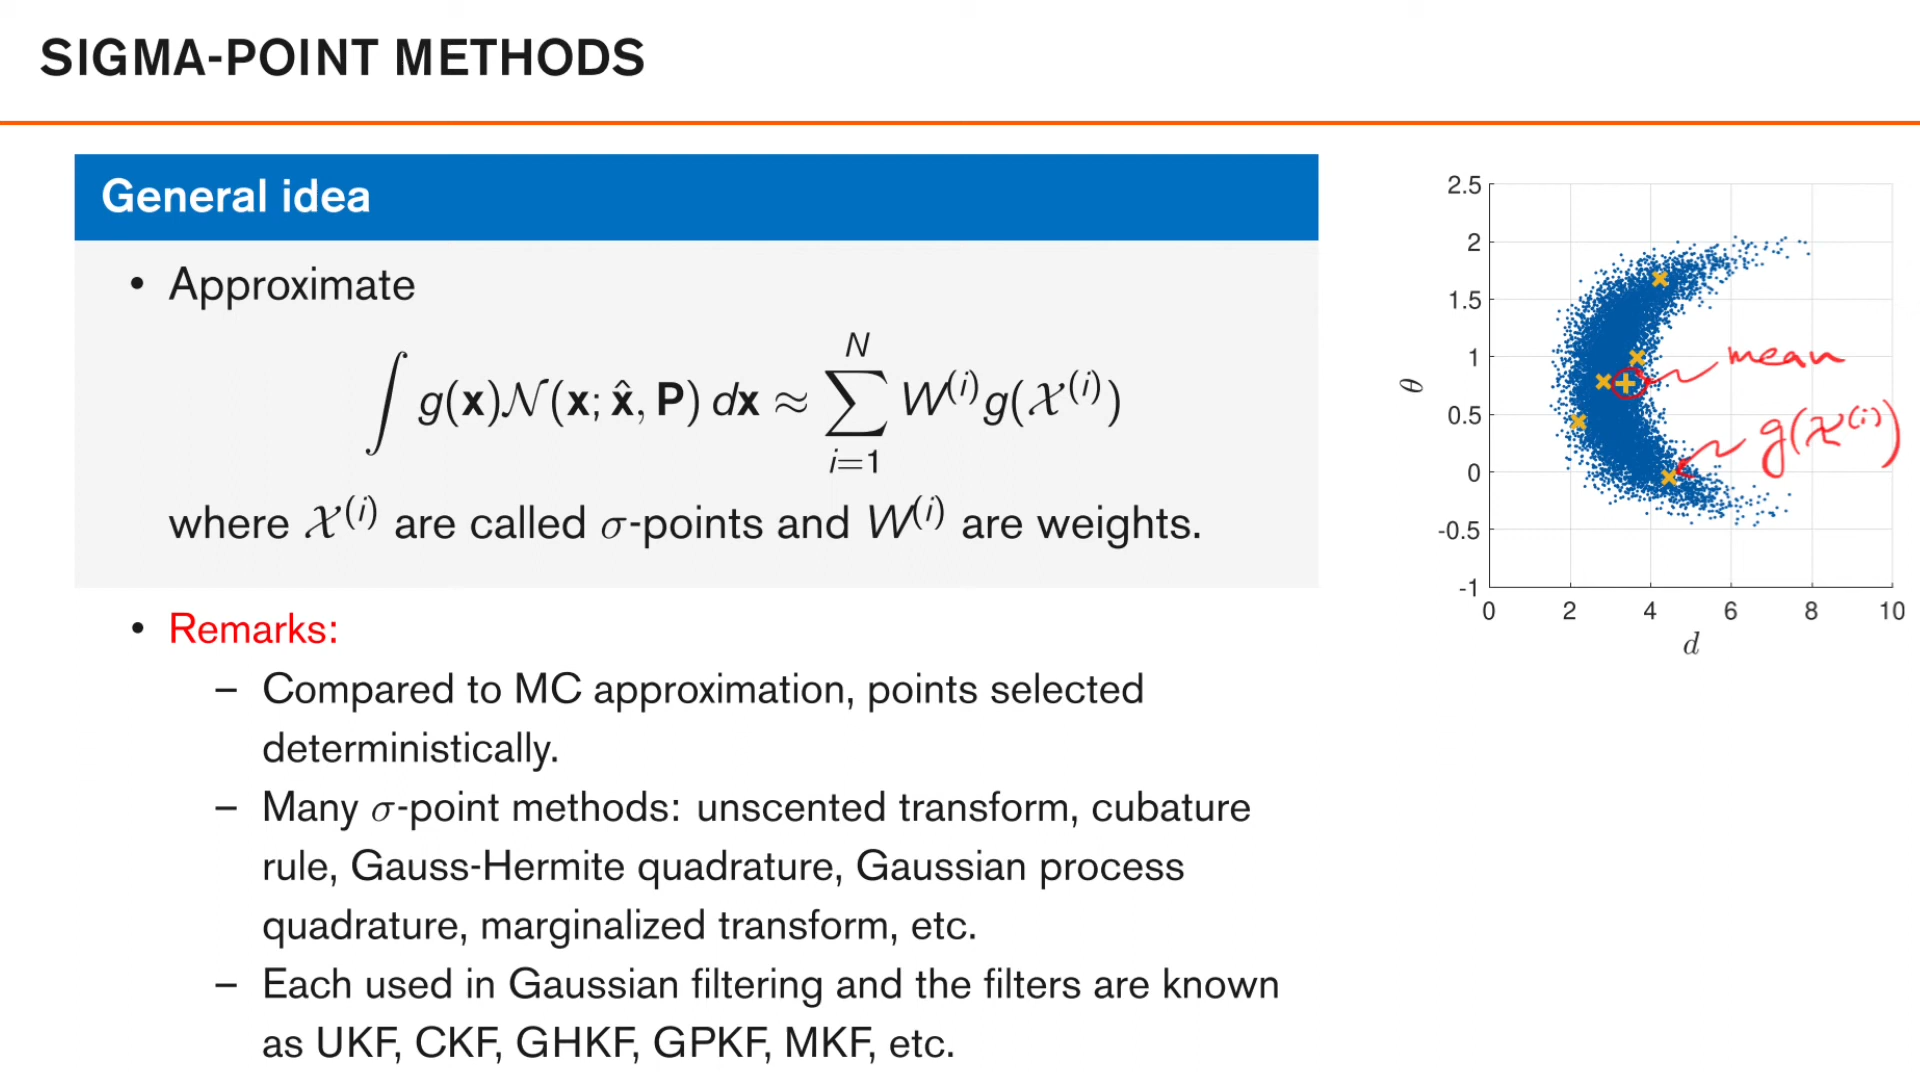 SIGMA-POINT METHODS
General idea
• Approximate
∫ g(x)𝒩(x; x̂, P) dx ≈ ∑_{i=1}^{N} W^{(i)} g(𝒳^{(i)})
where 𝒳^{(i)} are called σ-points and W^{(i)} are weights.
• Remarks:
– Compared to MC approximation, points selected
deterministically.
– Many σ-point methods: unscented transform, cubature
rule, Gauss-Hermite quadrature, Gaussian process
quadrature, marginalized transform, etc.
– Each used in Gaussian filtering and the filters are known
as UKF, CKF, GHKF, GPKF, MKF, etc.
2.5
2
1.5
1
0.5
0
-0.5
-1
θ
0 2 4 6 8 10
d
mean
g(𝒳^{(i)})